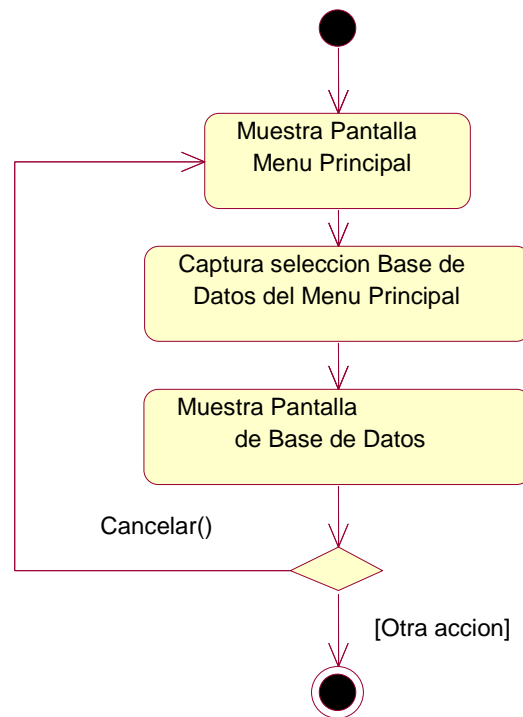 Muestra Pantalla
Menu Principal
Captura seleccion Base de
Datos del Menu Principal
Muestra Pantalla
de Base de Datos
Cancelar()
[Otra accion]